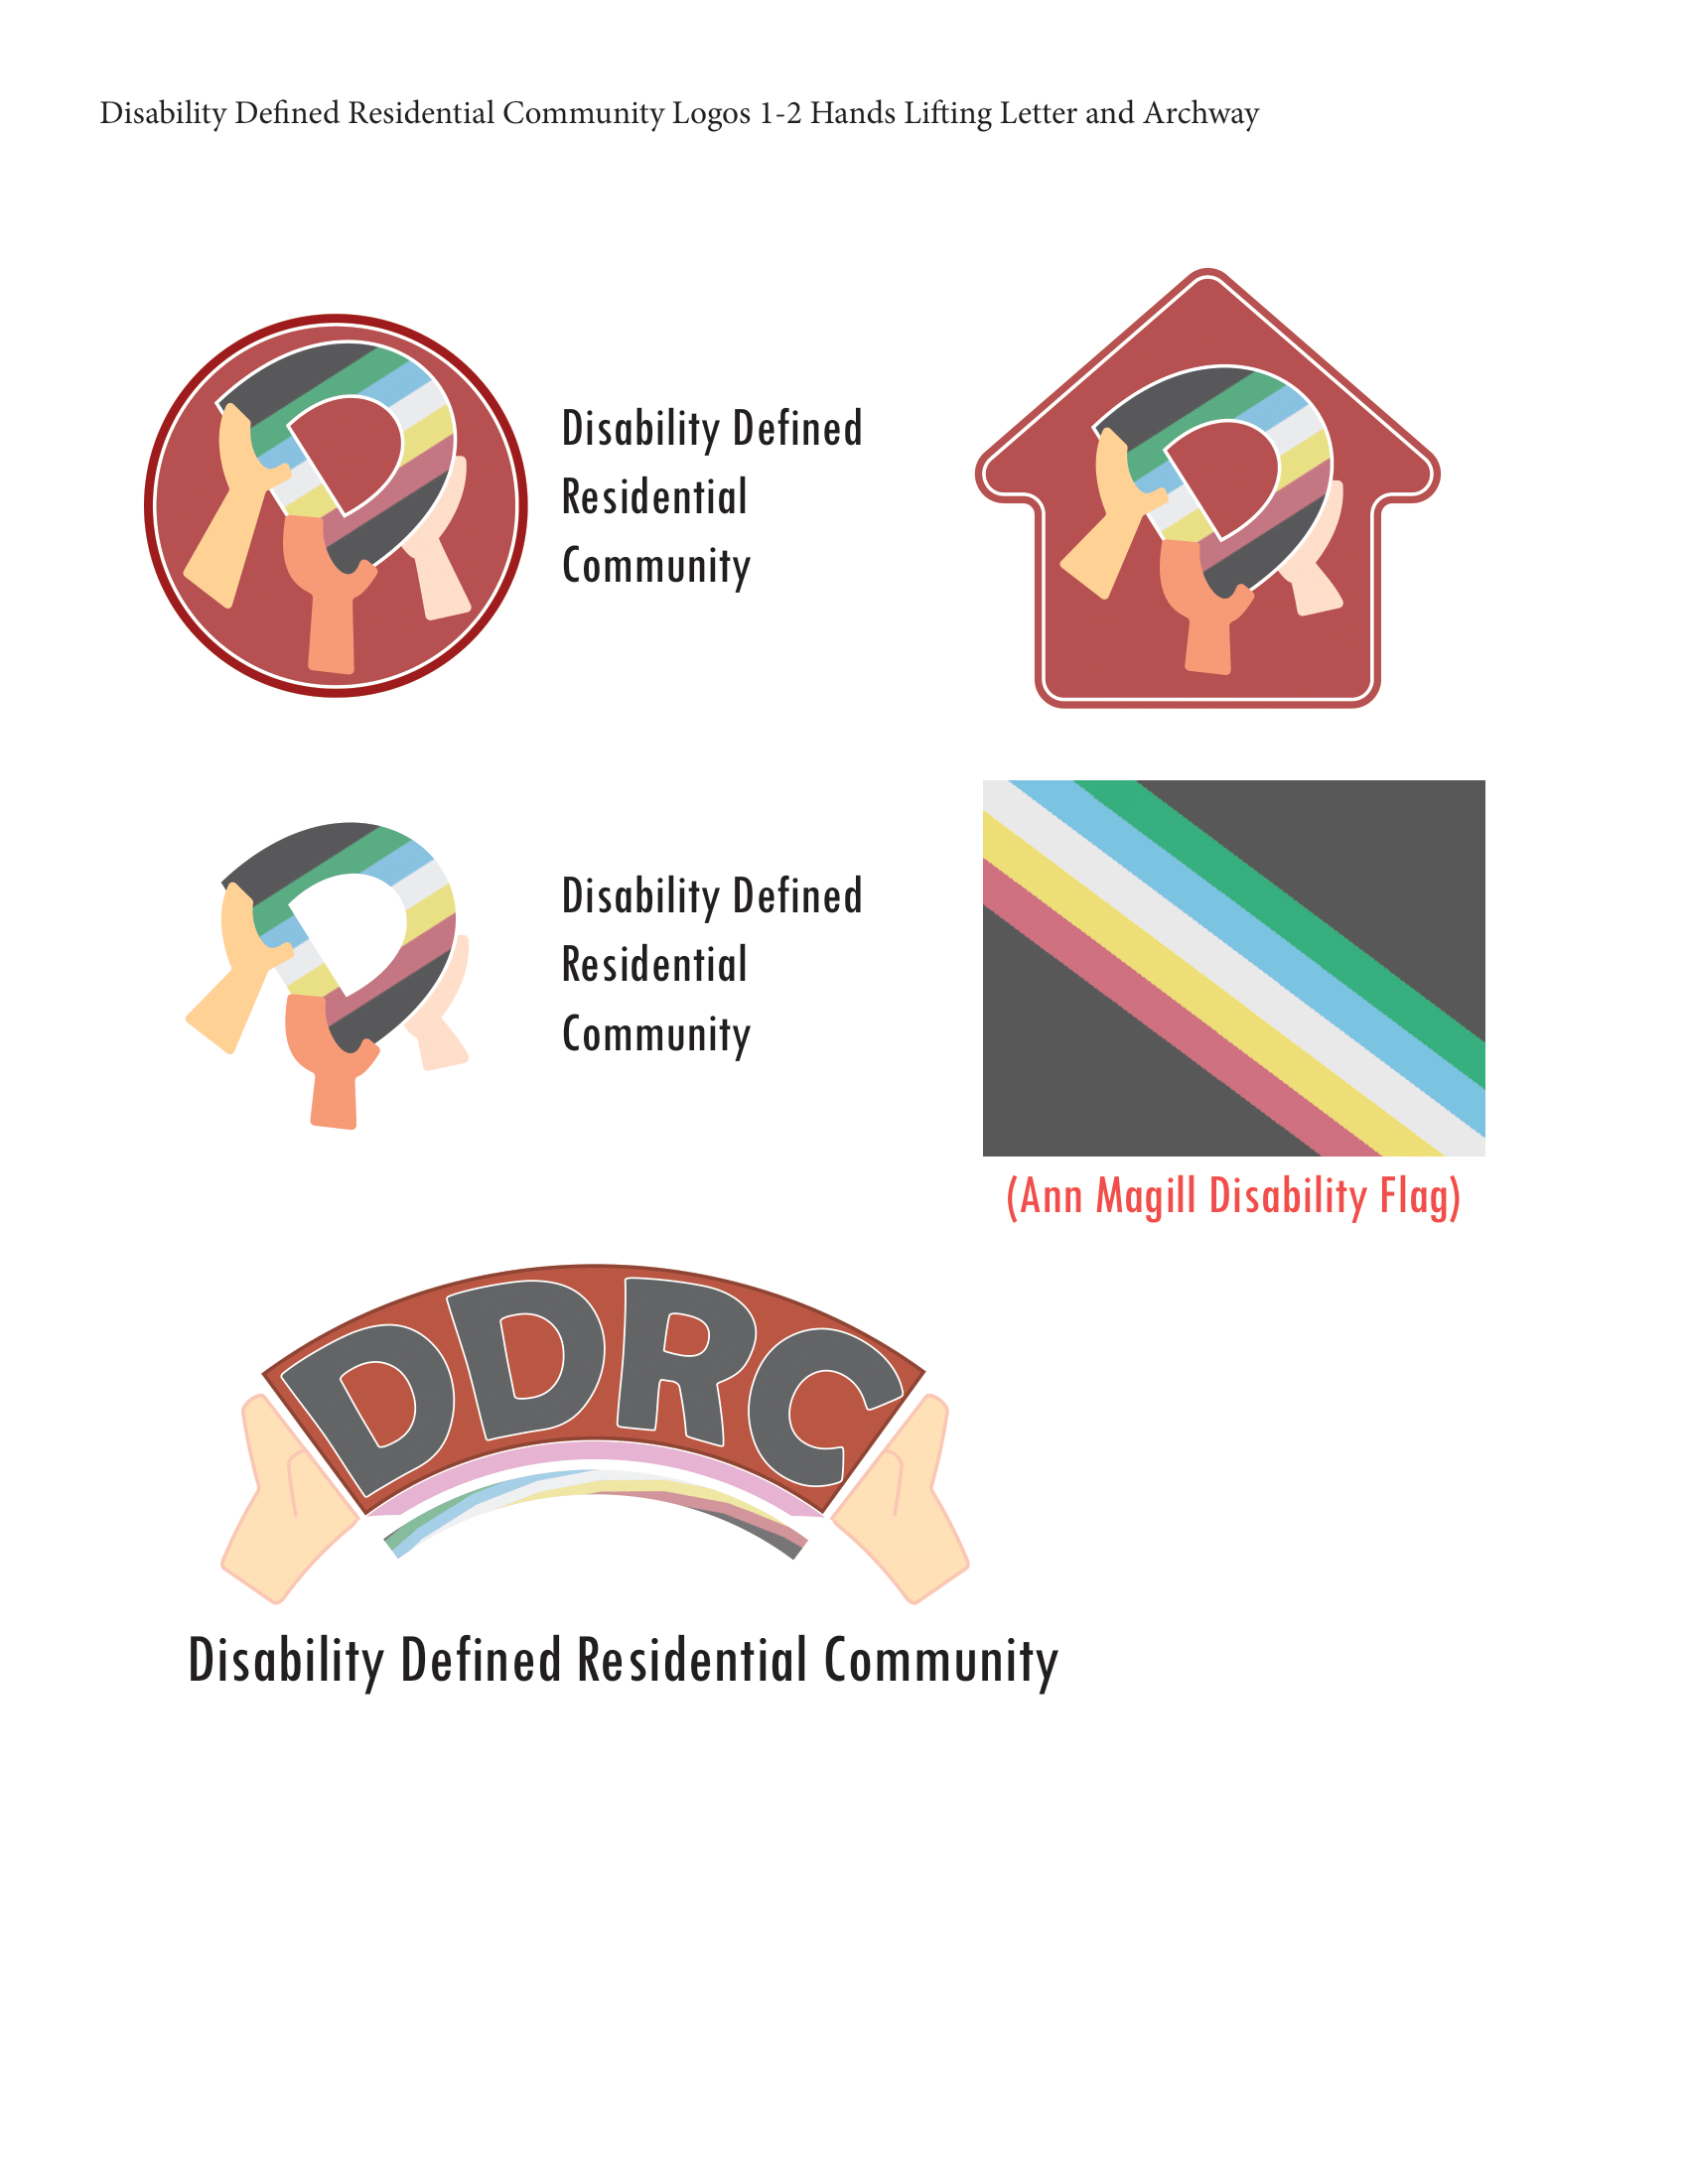 Disability Defined Residential Community Logos 1-2 Hands Lifting Letter and Archway
D
Disability Defined
Residential
Community
D
D
Disability Defined
Residential
Community
(Ann Magill Disability Flag)
DDRC
Disability Defined Residential Community